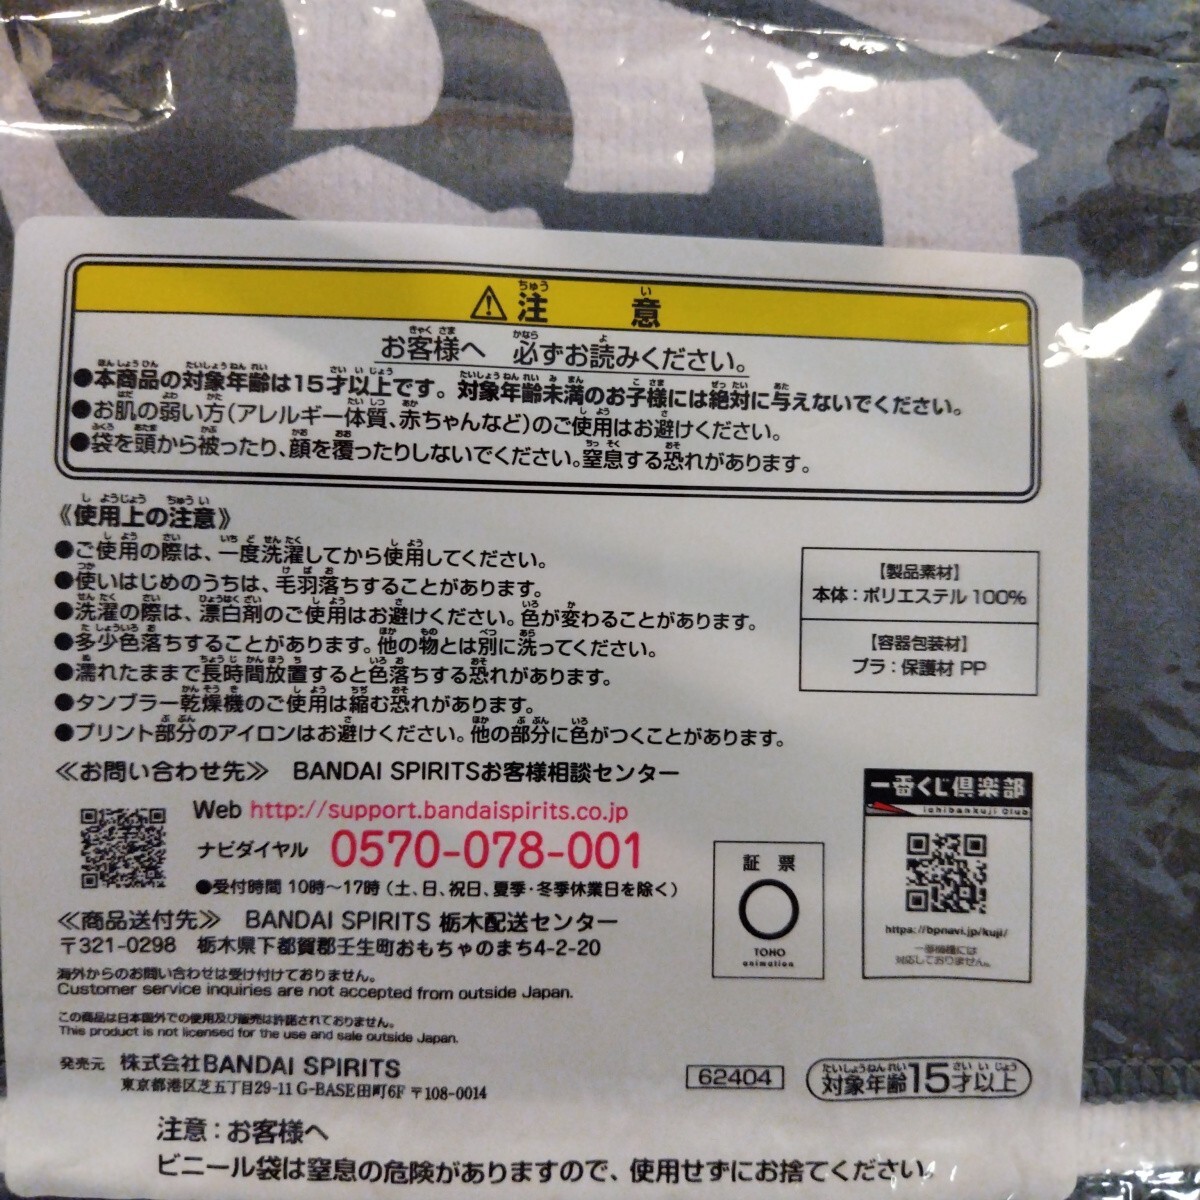 ⚠注意
お客様へ 必ずお読みください。
●本商品の対象年齢は15才以上です。対象年齢未満のお子様には絶対に与えないでください。
●お肌の弱い方(アレルギー体質、赤ちゃんなど)のご使用はお避けください。
●袋を頭から被ったり、顔を覆ったりしないでください。窒息する恐れがあります。
《使用上の注意》
●ご使用の際は、一度洗濯してから使用してください。
●使いはじめのうちは、毛羽落ちすることがあります。
●洗濯の際は、漂白剤のご使用はお避けください。色が変わることがあります。
●多少色落ちすることがあります。他の物とは別に洗ってください。
●濡れたままで長時間放置すると色落ちする恐れがあります。
●タンブラー乾燥機のご使用は縮む恐れがあります。
●プリント部分のアイロンはお避けください。他の部分に色がつくことがあります。
【製品素材】
本体:ポリエステル100%
【容器包装材】
プラ:保護材 PP
≪お問い合わせ先≫ BANDAI SPIRITSお客様相談センター
Web http://support.bandaispirits.co.jp
ナビダイヤル 0570-078-001
●受付時間 10時〜17時(土、日、祝日、夏季・冬季休業日を除く)
≪商品送付先≫ BANDAI SPIRITS 栃木配送センター
〒321-0298 栃木県下都賀郡壬生町おもちゃのまち4-2-20
海外からのお問い合わせは受け付けておりません。
Customer service inquiries are not accepted from outside Japan.
この商品は日本国外での使用及び販売は許諾されておりません。
This product is not licensed for the use and sale outside Japan.
発売元 株式会社BANDAI SPIRITS
東京都港区芝五丁目29-11 G-BASE田町6F 〒108-0014
証票
TOHO
animation
一番くじ倶楽部
ichibankuji Club
https://bpnavi.jp/kuji/
一部機種には
対応しておりません。
62404
対象年齢15才以上
注意:お客様へ
ビニール袋は窒息の危険がありますので、使用せずにお捨てください。